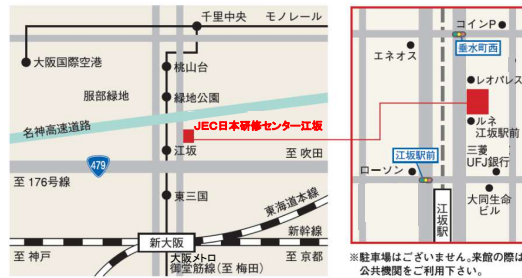 千里中央
モノレール
大阪国際空港
桃山台
服部緑地
緑地公園
名神高速道路
JEC日本研修センター江坂
江坂
至 吹田
479
至 176号線
東三国
東海道本線
新大阪
新幹線
至 神戸
大阪メトロ
御堂筋線(至 梅田)
至 京都
コインP
エネオス
垂水町西
レオパレス
ルネ
江坂駅前
江坂駅前
三菱
UFJ銀行
ローソン
江坂駅
大同生命
ビル
※駐車場はございません。来館の際は
公共機関をご利用下さい。